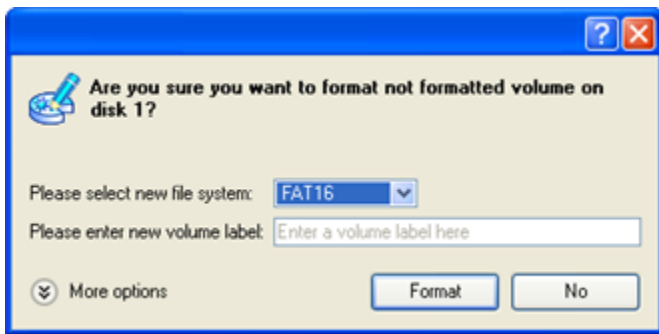 Are you sure you want to format not formatted volume on
disk 1?
Please select new file system: FAT16
Please enter new volume label: Enter a volume label here
More options Format No